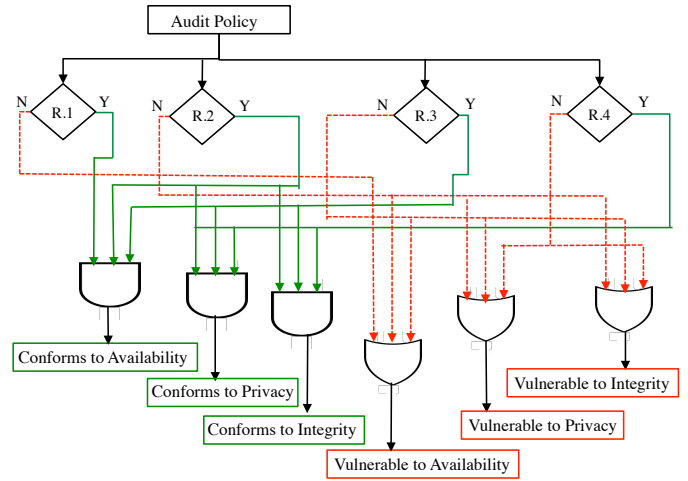 Audit Policy
N
R.1
Y
N
R.2
Y
R.3
Y
N
R.4
Y
Conforms to Availability
Conforms to Privacy
Conforms to Integrity
Vulnerable to Integrity
Vulnerable to Privacy
Vulnerable to Availability